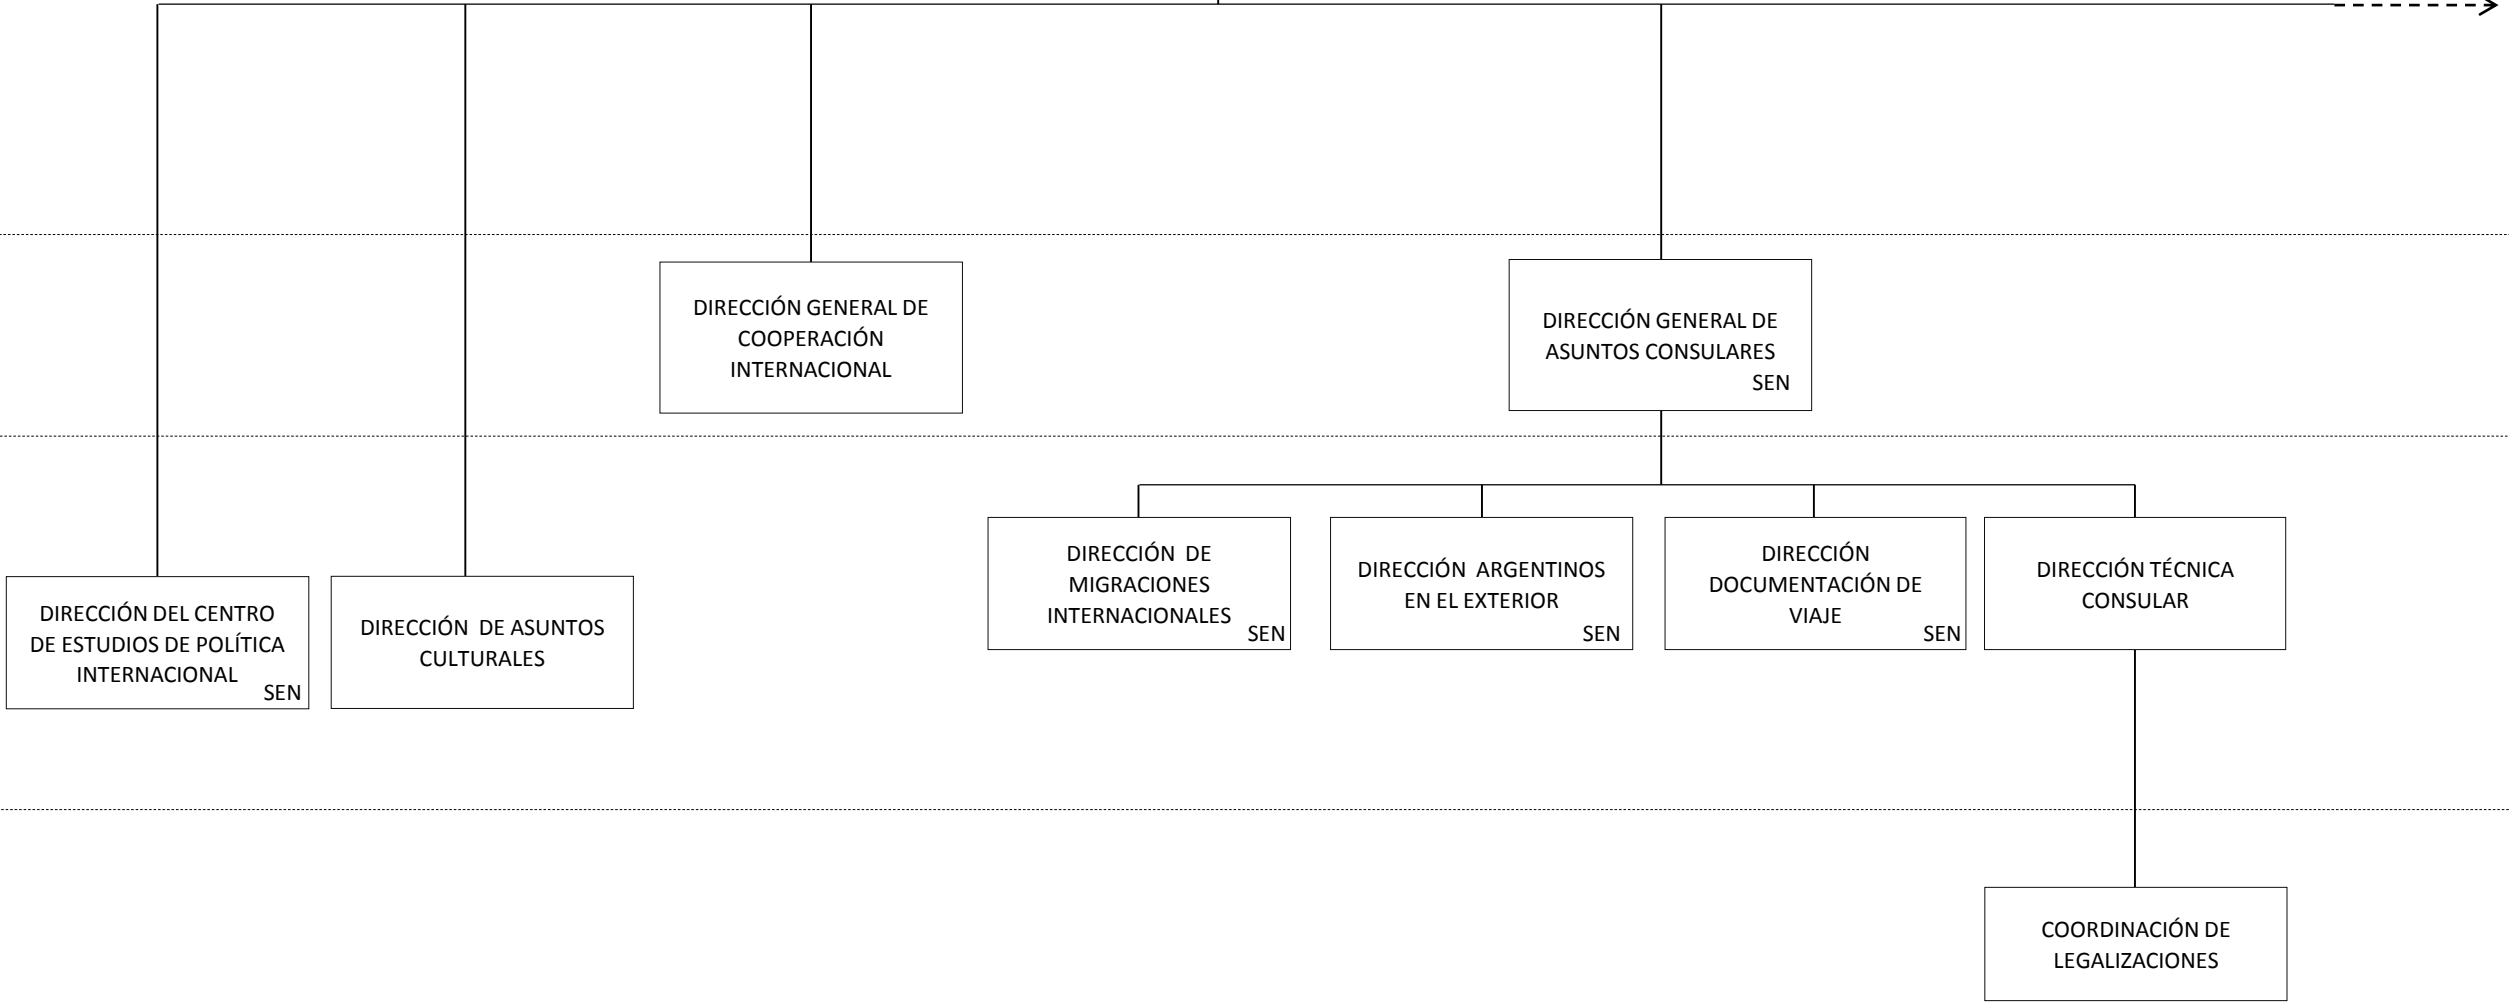 DIRECCIÓN GENERAL DE
COOPERACIÓN
INTERNACIONAL
DIRECCIÓN GENERAL DE
ASUNTOS CONSULARES
SEN
DIRECCIÓN DEL CENTRO
DE ESTUDIOS DE POLÍTICA
INTERNACIONAL
SEN
DIRECCIÓN DE ASUNTOS
CULTURALES
DIRECCIÓN DE
MIGRACIONES
INTERNACIONALES
SEN
DIRECCIÓN ARGENTINOS
EN EL EXTERIOR
SEN
DIRECCIÓN
DOCUMENTACIÓN DE
VIAJE
SEN
DIRECCIÓN TÉCNICA
CONSULAR
COORDINACIÓN DE
LEGALIZACIONES